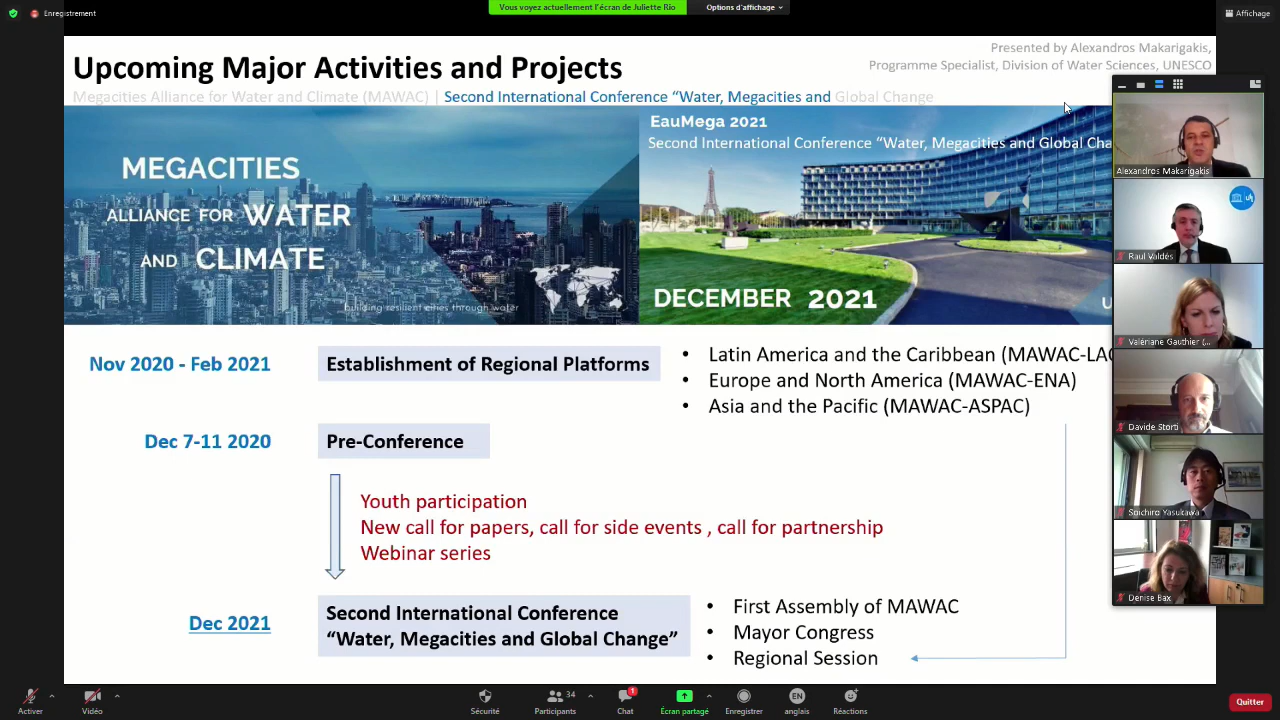 Enregistrement
Vous voyez actuellement l'écran de Juliette Rio
Options d'affichage
Affichage
Upcoming Major Activities and Projects
Presented by Alexandros Makarigakis,
Programme Specialist, Division of Water Sciences, UNESCO
Megacities Alliance for Water and Climate (MAWAC) | Second International Conference “Water, Megacities and Global Change
MEGACITIES
ALLIANCE FOR WATER
AND CLIMATE
building resilient cities through water
EauMega 2021
Second International Conference “Water, Megacities and Global Cha
DECEMBER 2021
U
Alexandros Makarigakis
Raul Valdés
Valériane Gauthier (...
Davide Storti
Soichiro Yasukawa
Denise Bax
Nov 2020 - Feb 2021
Establishment of Regional Platforms
• Latin America and the Caribbean (MAWAC-LAC
• Europe and North America (MAWAC-ENA)
• Asia and the Pacific (MAWAC-ASPAC)
Dec 7-11 2020
Pre-Conference
Youth participation
New call for papers, call for side events , call for partnership
Webinar series
Dec 2021
Second International Conference
“Water, Megacities and Global Change”
• First Assembly of MAWAC
• Mayor Congress
• Regional Session
Activer
Vidéo
Sécurité
34
Participants
1
Chat
Écran partagé
Enregistrer
EN
anglais
Réactions
Quitter